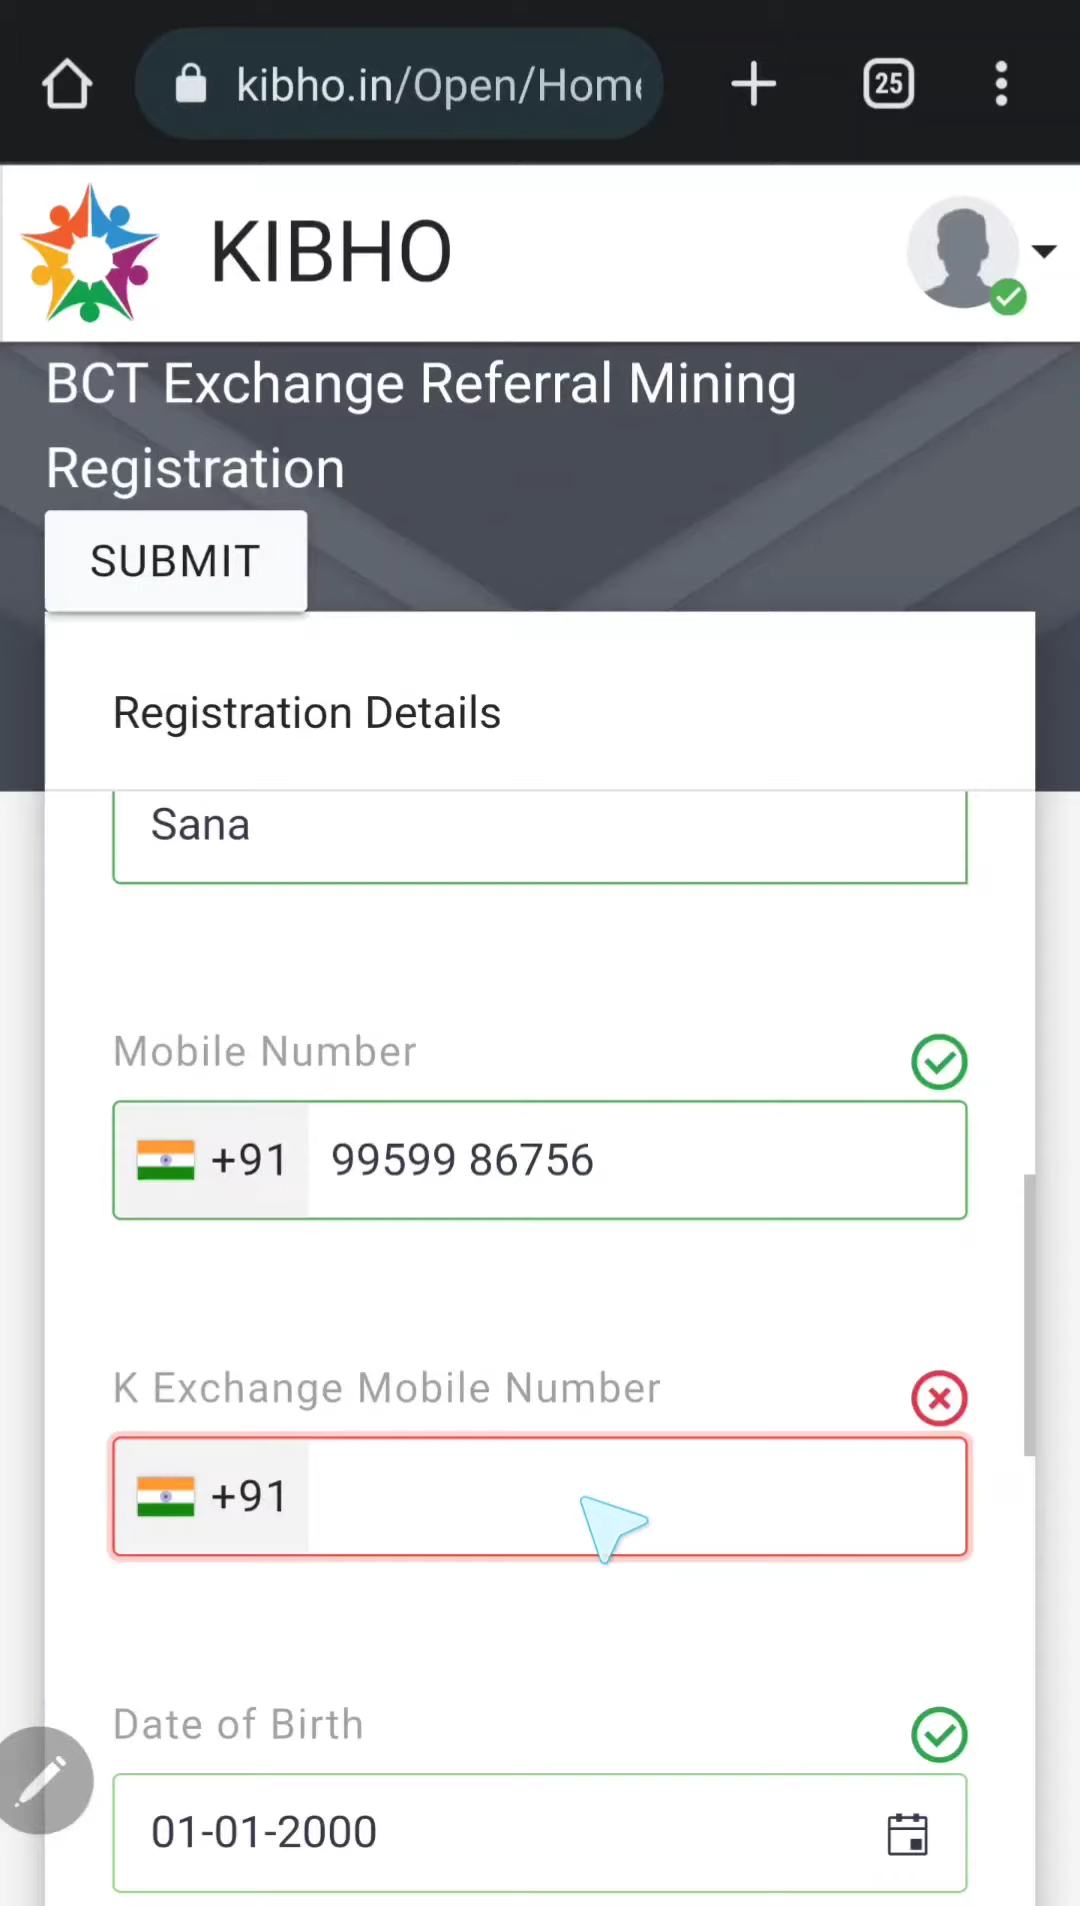 kibho.in/Open/Home
25
KIBHO
BCT Exchange Referral Mining
Registration
SUBMIT
Registration Details
Sana
Mobile Number
+91 99599 86756
K Exchange Mobile Number
+91
Date of Birth
01-01-2000